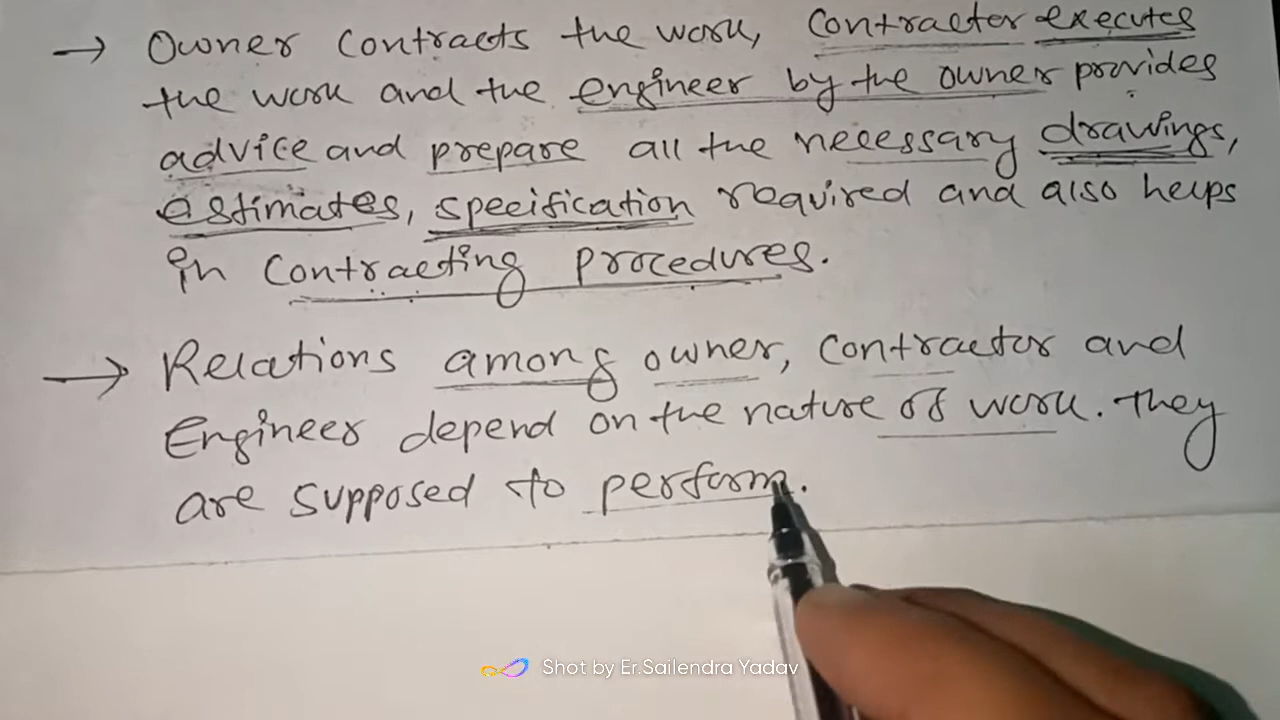 → Owner contracts the work, contractor executes
the work and the engineer by the owner provides
advice and prepare all the necessary drawings,
estimates, specification required and also helps
in contracting procedures.
→ Relations among owner, contractor and
Engineer depend on the nature of work. They
are supposed to perform.
Shot by Er.Sailendra Yadav